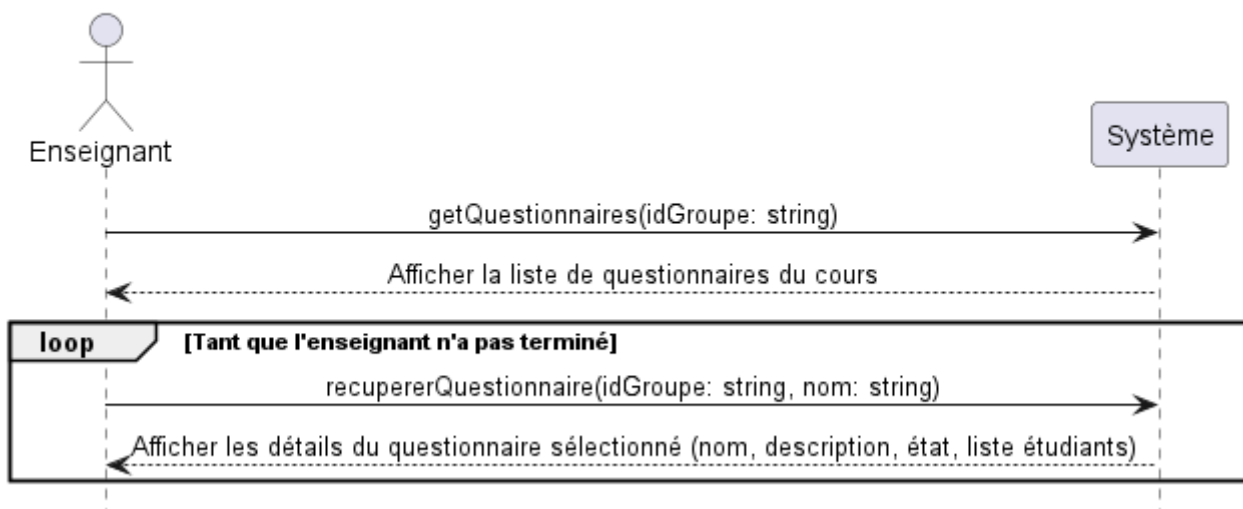 Enseignant
Système
getQuestionnaires(idGroupe: string)
Afficher la liste de questionnaires du cours
loop [Tant que l'enseignant n'a pas terminé]
recupererQuestionnaire(idGroupe: string, nom: string)
Afficher les détails du questionnaire sélectionné (nom, description, état, liste étudiants)